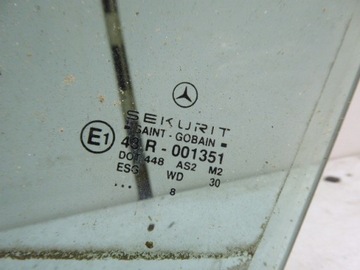 SEKURIT
SAINT - GOBAIN
E1 43 R - 001351
DOT 448 AS2 M2
ESG WD 30
... 8